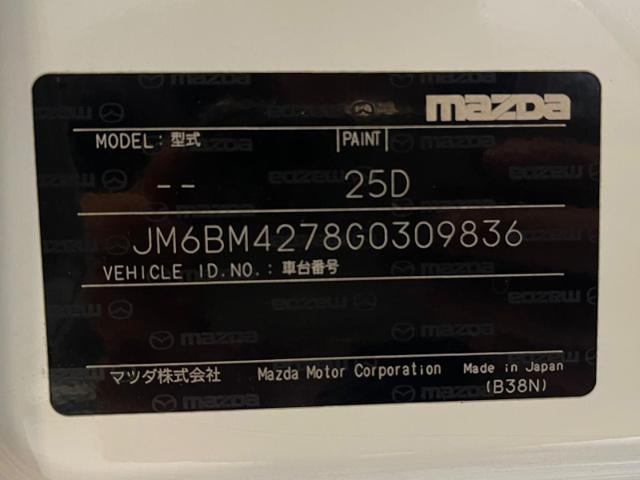 mazda
MODEL: 型式 PAINT
-- 25D
JM6BM4278G0309836
VEHICLE ID.NO.: 車台番号
マツダ株式会社 Mazda Motor Corporation Made in Japan
(B38N)